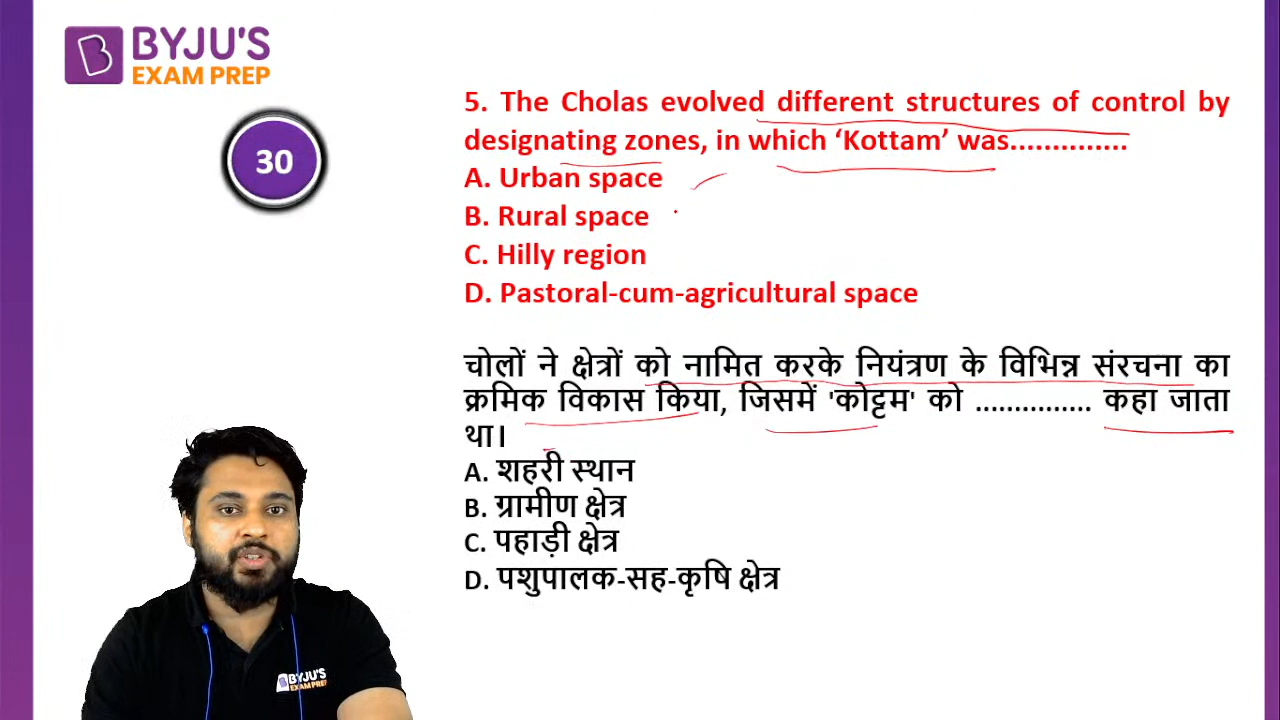 BYJU'S
EXAM PREP
30
5. The Cholas evolved different structures of control by
designating zones, in which ‘Kottam’ was..............
A. Urban space
B. Rural space
C. Hilly region
D. Pastoral-cum-agricultural space
चोलों ने क्षेत्रों को नामित करके नियंत्रण के विभिन्न संरचना का
क्रमिक विकास किया, जिसमें 'कोट्टम' को ............... कहा जाता
था।
A. शहरी स्थान
B. ग्रामीण क्षेत्र
C. पहाड़ी क्षेत्र
D. पशुपालक-सह-कृषि क्षेत्र
BYJU'S
EXAM PREP